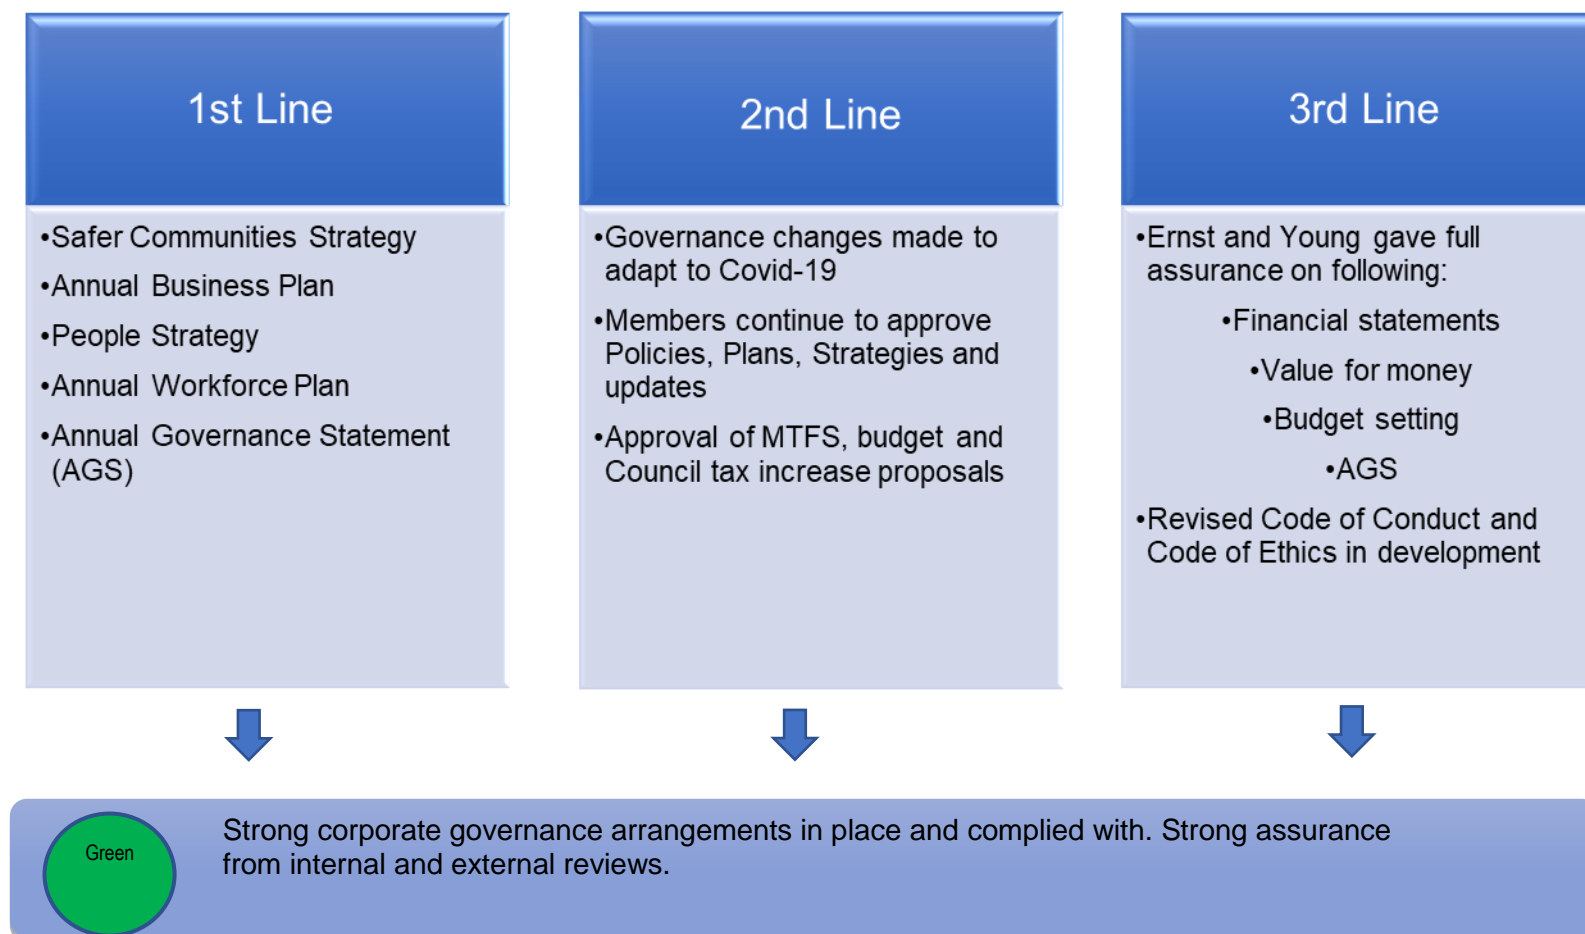 1st Line
•Safer Communities Strategy
•Annual Business Plan
•People Strategy
•Annual Workforce Plan
•Annual Governance Statement
(AGS)
2nd Line
•Governance changes made to
adapt to Covid-19
•Members continue to approve
Policies, Plans, Strategies and
updates
•Approval of MTFS, budget and
Council tax increase proposals
3rd Line
•Ernst and Young gave full
assurance on following:
•Financial statements
•Value for money
•Budget setting
•AGS
•Revised Code of Conduct and
Code of Ethics in development
Green
Strong corporate governance arrangements in place and complied with. Strong assurance
from internal and external reviews.